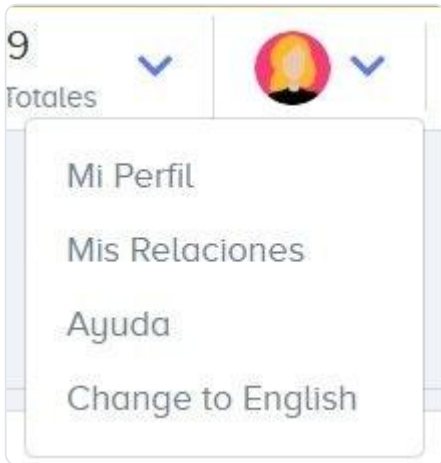 9
Totales
Mi Perfil
Mis Relaciones
Ayuda
Change to English